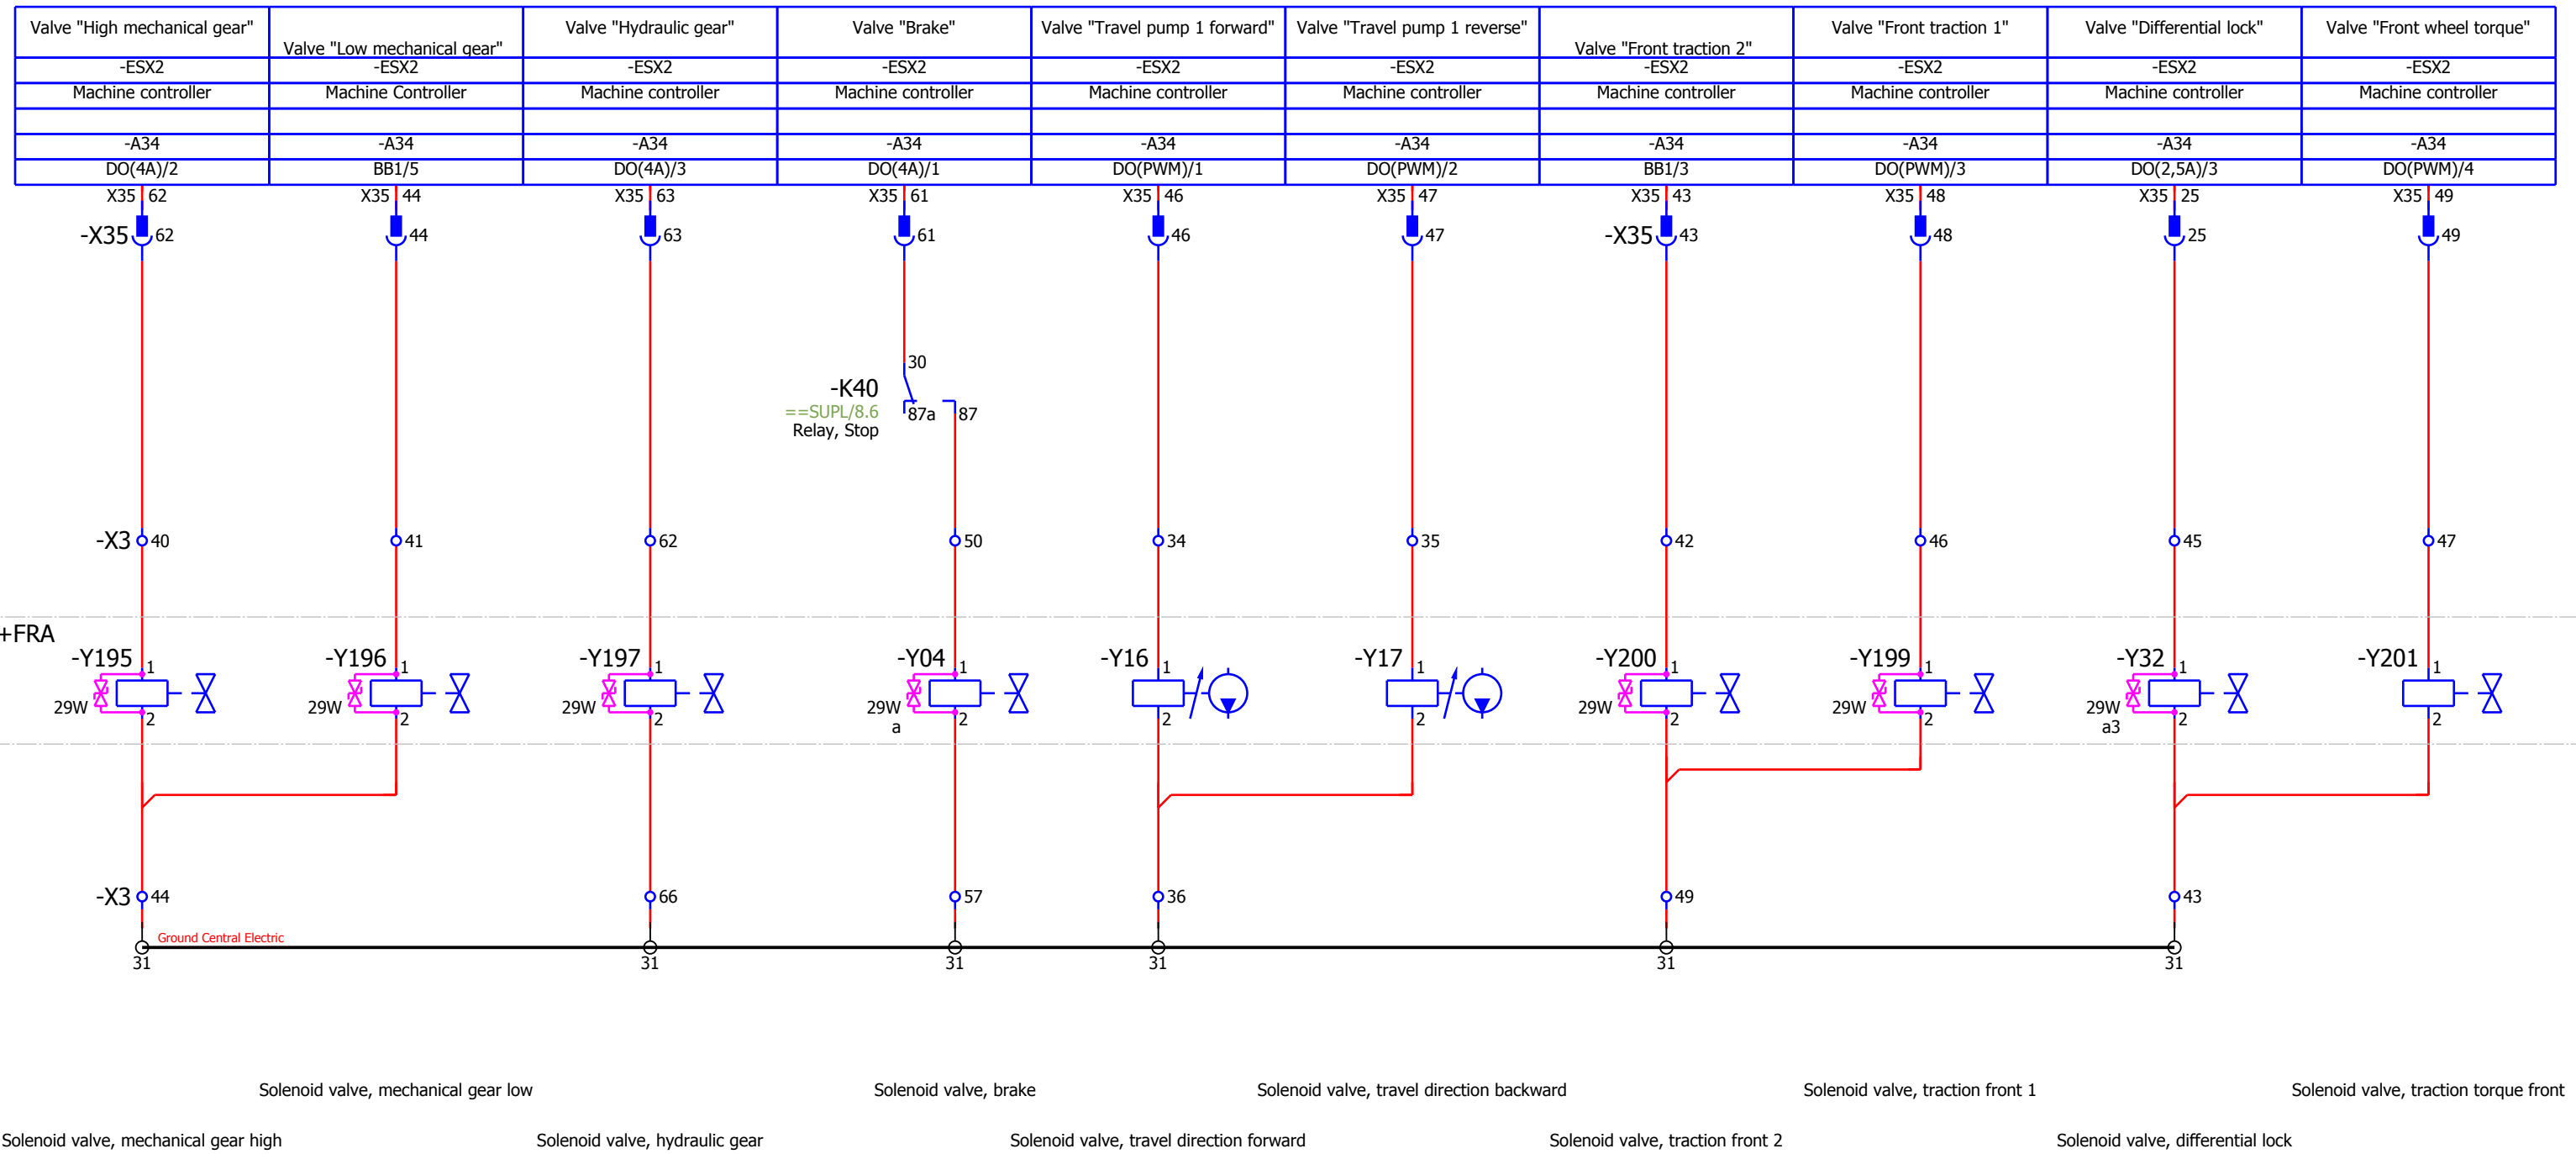 Valve "High mechanical gear" Valve "Low mechanical gear" Valve "Hydraulic gear" Valve "Brake" Valve "Travel pump 1 forward" Valve "Travel pump 1 reverse" Valve "Front traction 2" Valve "Front traction 1" Valve "Differential lock" Valve "Front wheel torque"
-ESX2 -ESX2 -ESX2 -ESX2 -ESX2 -ESX2 -ESX2 -ESX2 -ESX2 -ESX2
Machine controller Machine Controller Machine controller Machine controller Machine controller Machine controller Machine controller Machine controller Machine controller Machine controller
-A34 -A34 -A34 -A34 -A34 -A34 -A34 -A34 -A34 -A34
DO(4A)/2 BB1/5 DO(4A)/3 DO(4A)/1 DO(PWM)/1 DO(PWM)/2 BB1/3 DO(PWM)/3 DO(2,5A)/3 DO(PWM)/4
X35 62 X35 44 X35 63 X35 61 X35 46 X35 47 X35 43 X35 48 X35 25 X35 49
-X35 62 44 63 61 46 47 -X35 43 48 25 49
30
-K40
==SUPL/8.6 87a 87
Relay, Stop
-X3 40 41 62 50 34 35 42 46 45 47
+FRA
-Y195 1 -Y196 1 -Y197 1 -Y04 1 -Y16 1 -Y17 1 -Y200 1 -Y199 1 -Y32 1 -Y201 1
29W 29W 29W 29W 29W 29W 29W
2 2 2 a 2 2 2 2 2 a3 2 2
-X3 44 66 57 36 49 43
Ground Central Electric
31 31 31 31 31 31
Solenoid valve, mechanical gear low Solenoid valve, brake Solenoid valve, travel direction backward Solenoid valve, traction front 1 Solenoid valve, traction torque front
Solenoid valve, mechanical gear high Solenoid valve, hydraulic gear Solenoid valve, travel direction forward Solenoid valve, traction front 2 Solenoid valve, differential lock